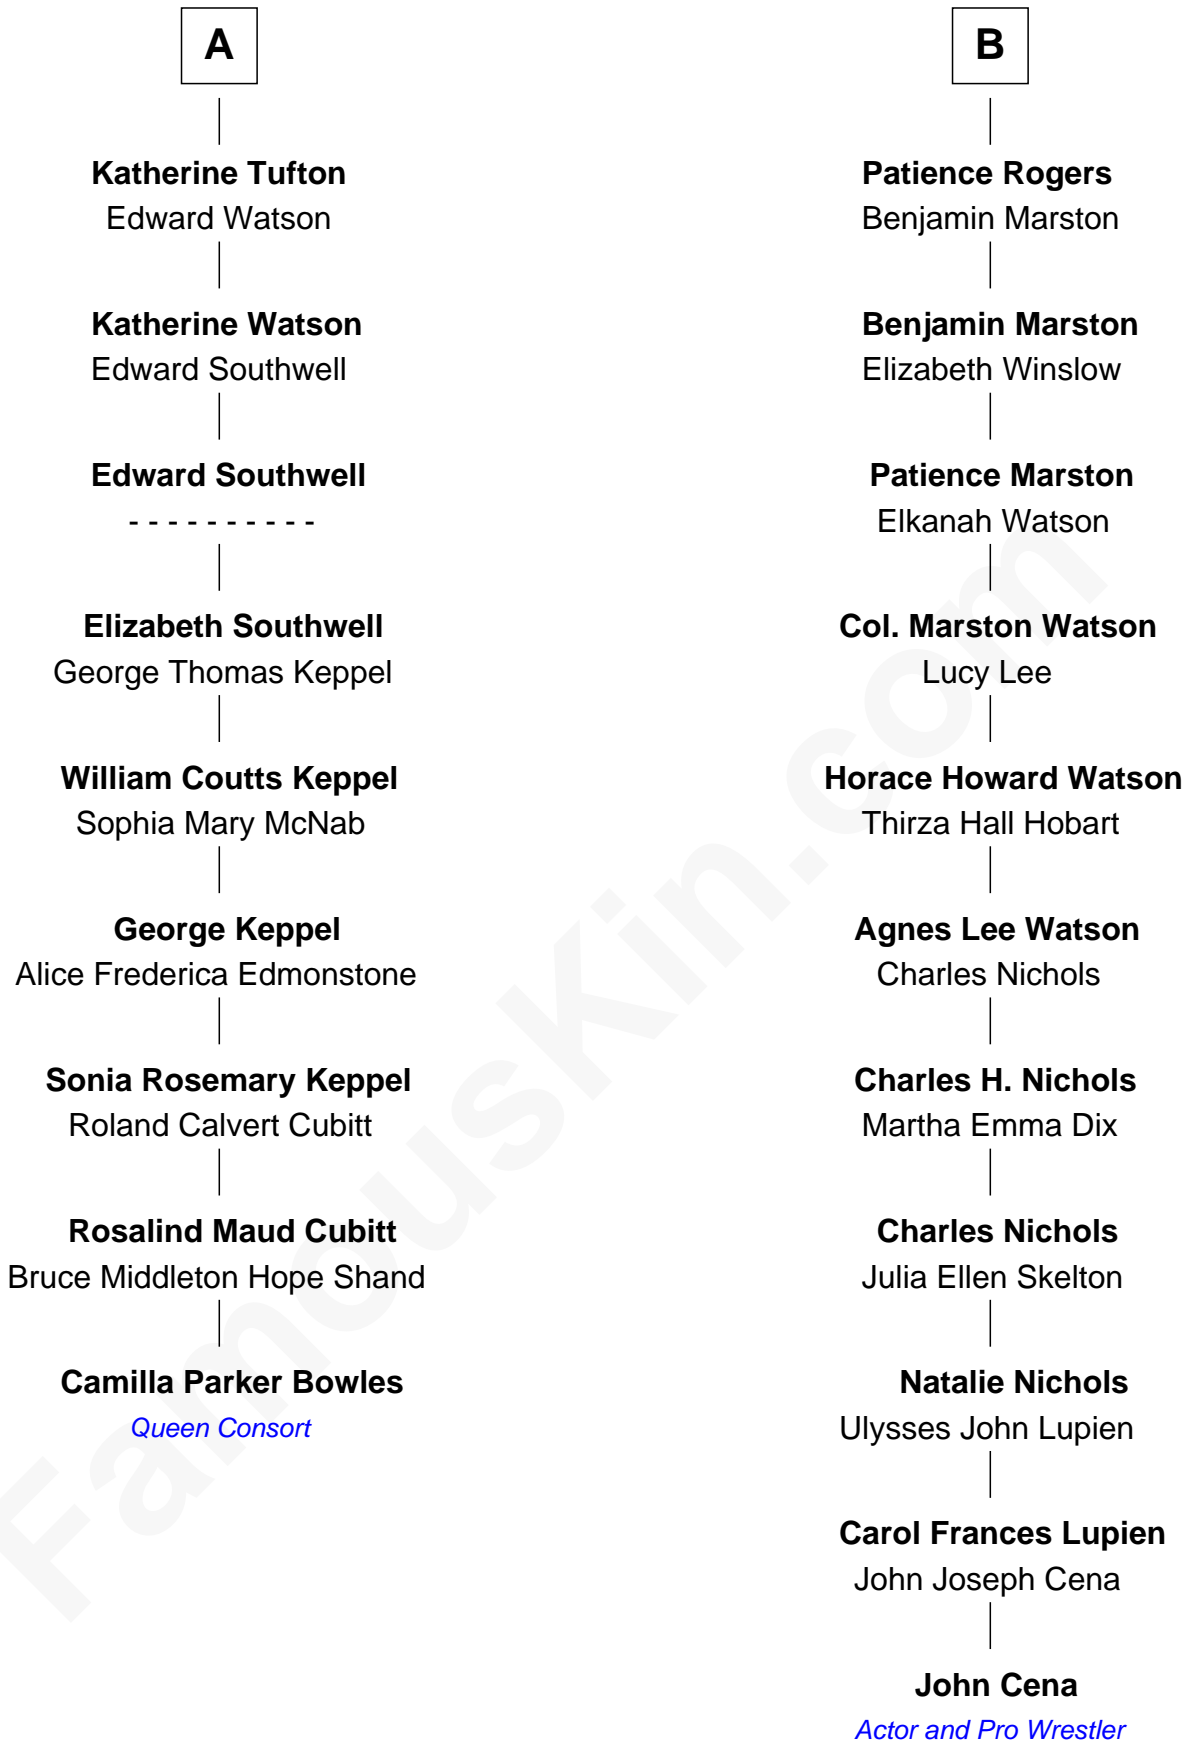 A
Katherine Tufton
Edward Watson
Katherine Watson
Edward Southwell
Edward Southwell
- - - - - - - - - -
Elizabeth Southwell
George Thomas Keppel
William Coutts Keppel
Sophia Mary McNab
George Keppel
Alice Frederica Edmonstone
Sonia Rosemary Keppel
Roland Calvert Cubitt
Rosalind Maud Cubitt
Bruce Middleton Hope Shand
Camilla Parker Bowles
Queen Consort
B
Patience Rogers
Benjamin Marston
Benjamin Marston
Elizabeth Winslow
Patience Marston
Elkanah Watson
Col. Marston Watson
Lucy Lee
Horace Howard Watson
Thirza Hall Hobart
Agnes Lee Watson
Charles Nichols
Charles H. Nichols
Martha Emma Dix
Charles Nichols
Julia Ellen Skelton
Natalie Nichols
Ulysses John Lupien
Carol Frances Lupien
John Joseph Cena
John Cena
Actor and Pro Wrestler
FamousKin.com